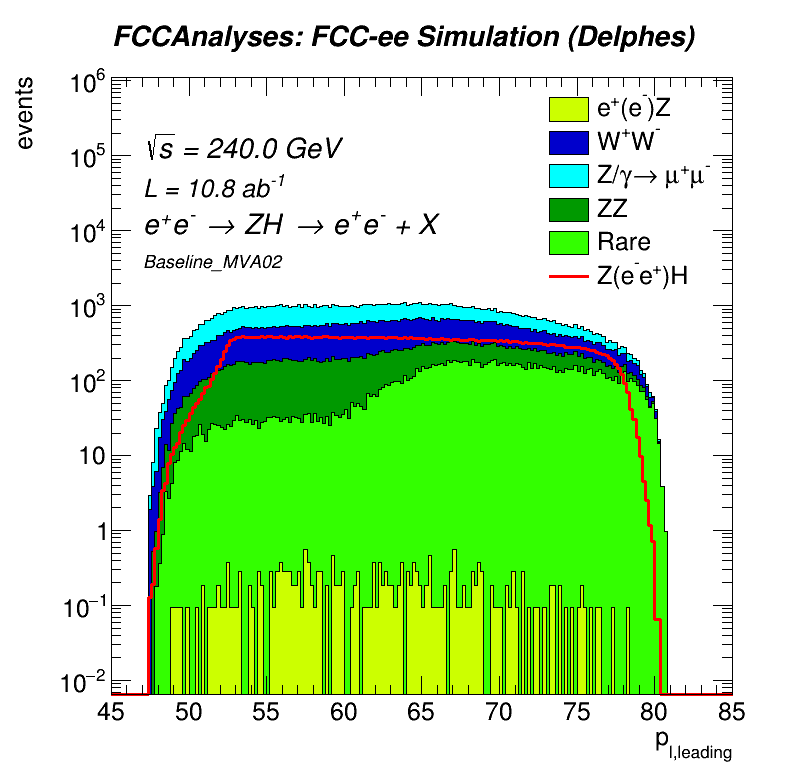 FCCAnalyses: FCC-ee Simulation (Delphes)
events
10⁶
10⁵
10⁴
10³
10²
10
1
10⁻¹
10⁻²
√s = 240.0 GeV
L = 10.8 ab⁻¹
e⁺e⁻ → ZH → e⁺e⁻ + X
Baseline_MVA02
e⁺(e⁻)Z
W⁺W⁻
Z/γ→ μ⁺μ⁻
ZZ
Rare
Z(e⁻e⁺)H
45 50 55 60 65 70 75 80 85
p_l,leading